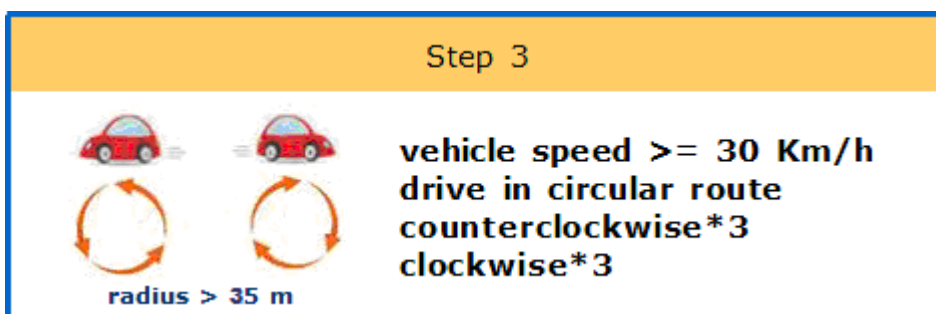 Step 3
vehicle speed >= 30 Km/h
drive in circular route
counterclockwise*3
clockwise*3
radius > 35 m